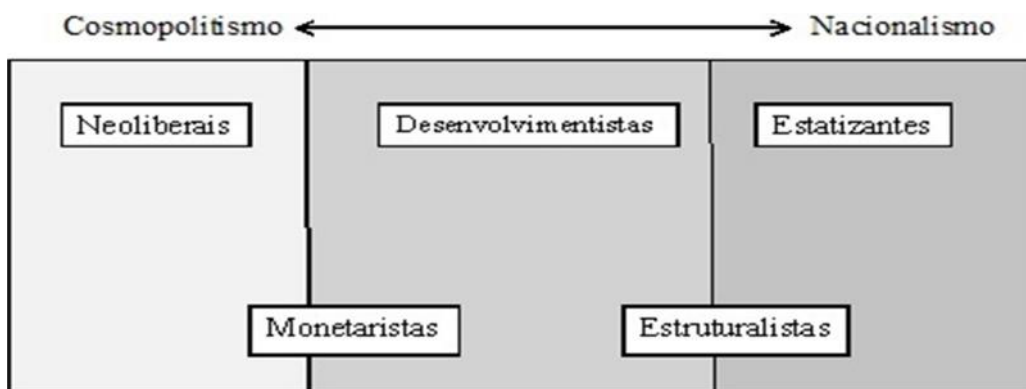 Cosmopolitismo Nacionalismo
Neoliberais Desenvolvimentistas Estatizantes
Monetaristas Estruturalistas